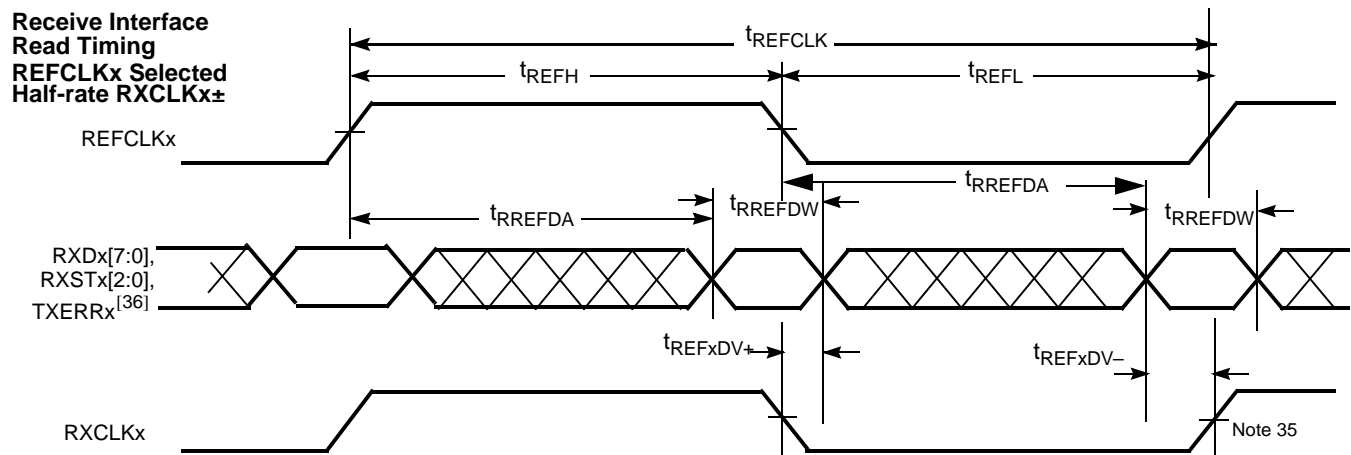 Receive Interface
Read Timing
REFCLKx Selected
Half-rate RXCLKx±
tREFCLK
tREFH
tREFL
REFCLKx
tRREFDA
tRREFDW
tRREFDA
tRREFDW
RXDx[7:0],
RXSTx[2:0],
TXERRx[36]
tREFxDV+
tREFxDV–
RXCLKx
Note 35